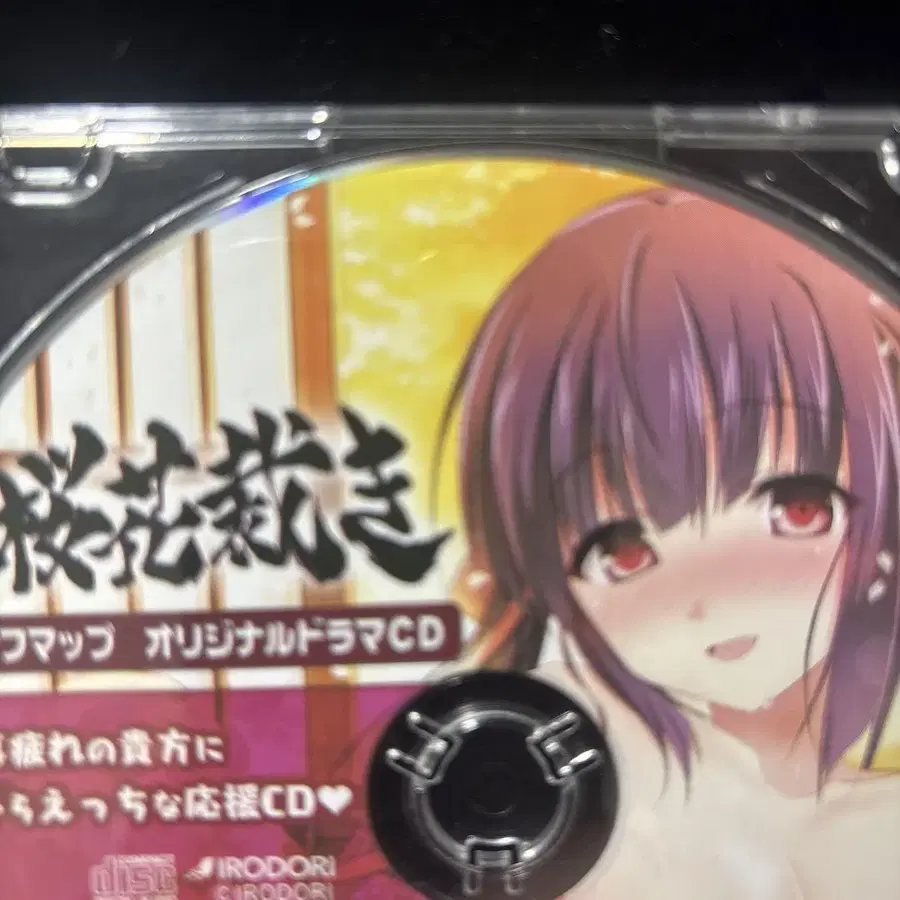 桜花裁き
フマップ オリジナルドラマCD
疲れの貴方に
らえっちな応援CD♥
disc
IRODORI
©IRODORI